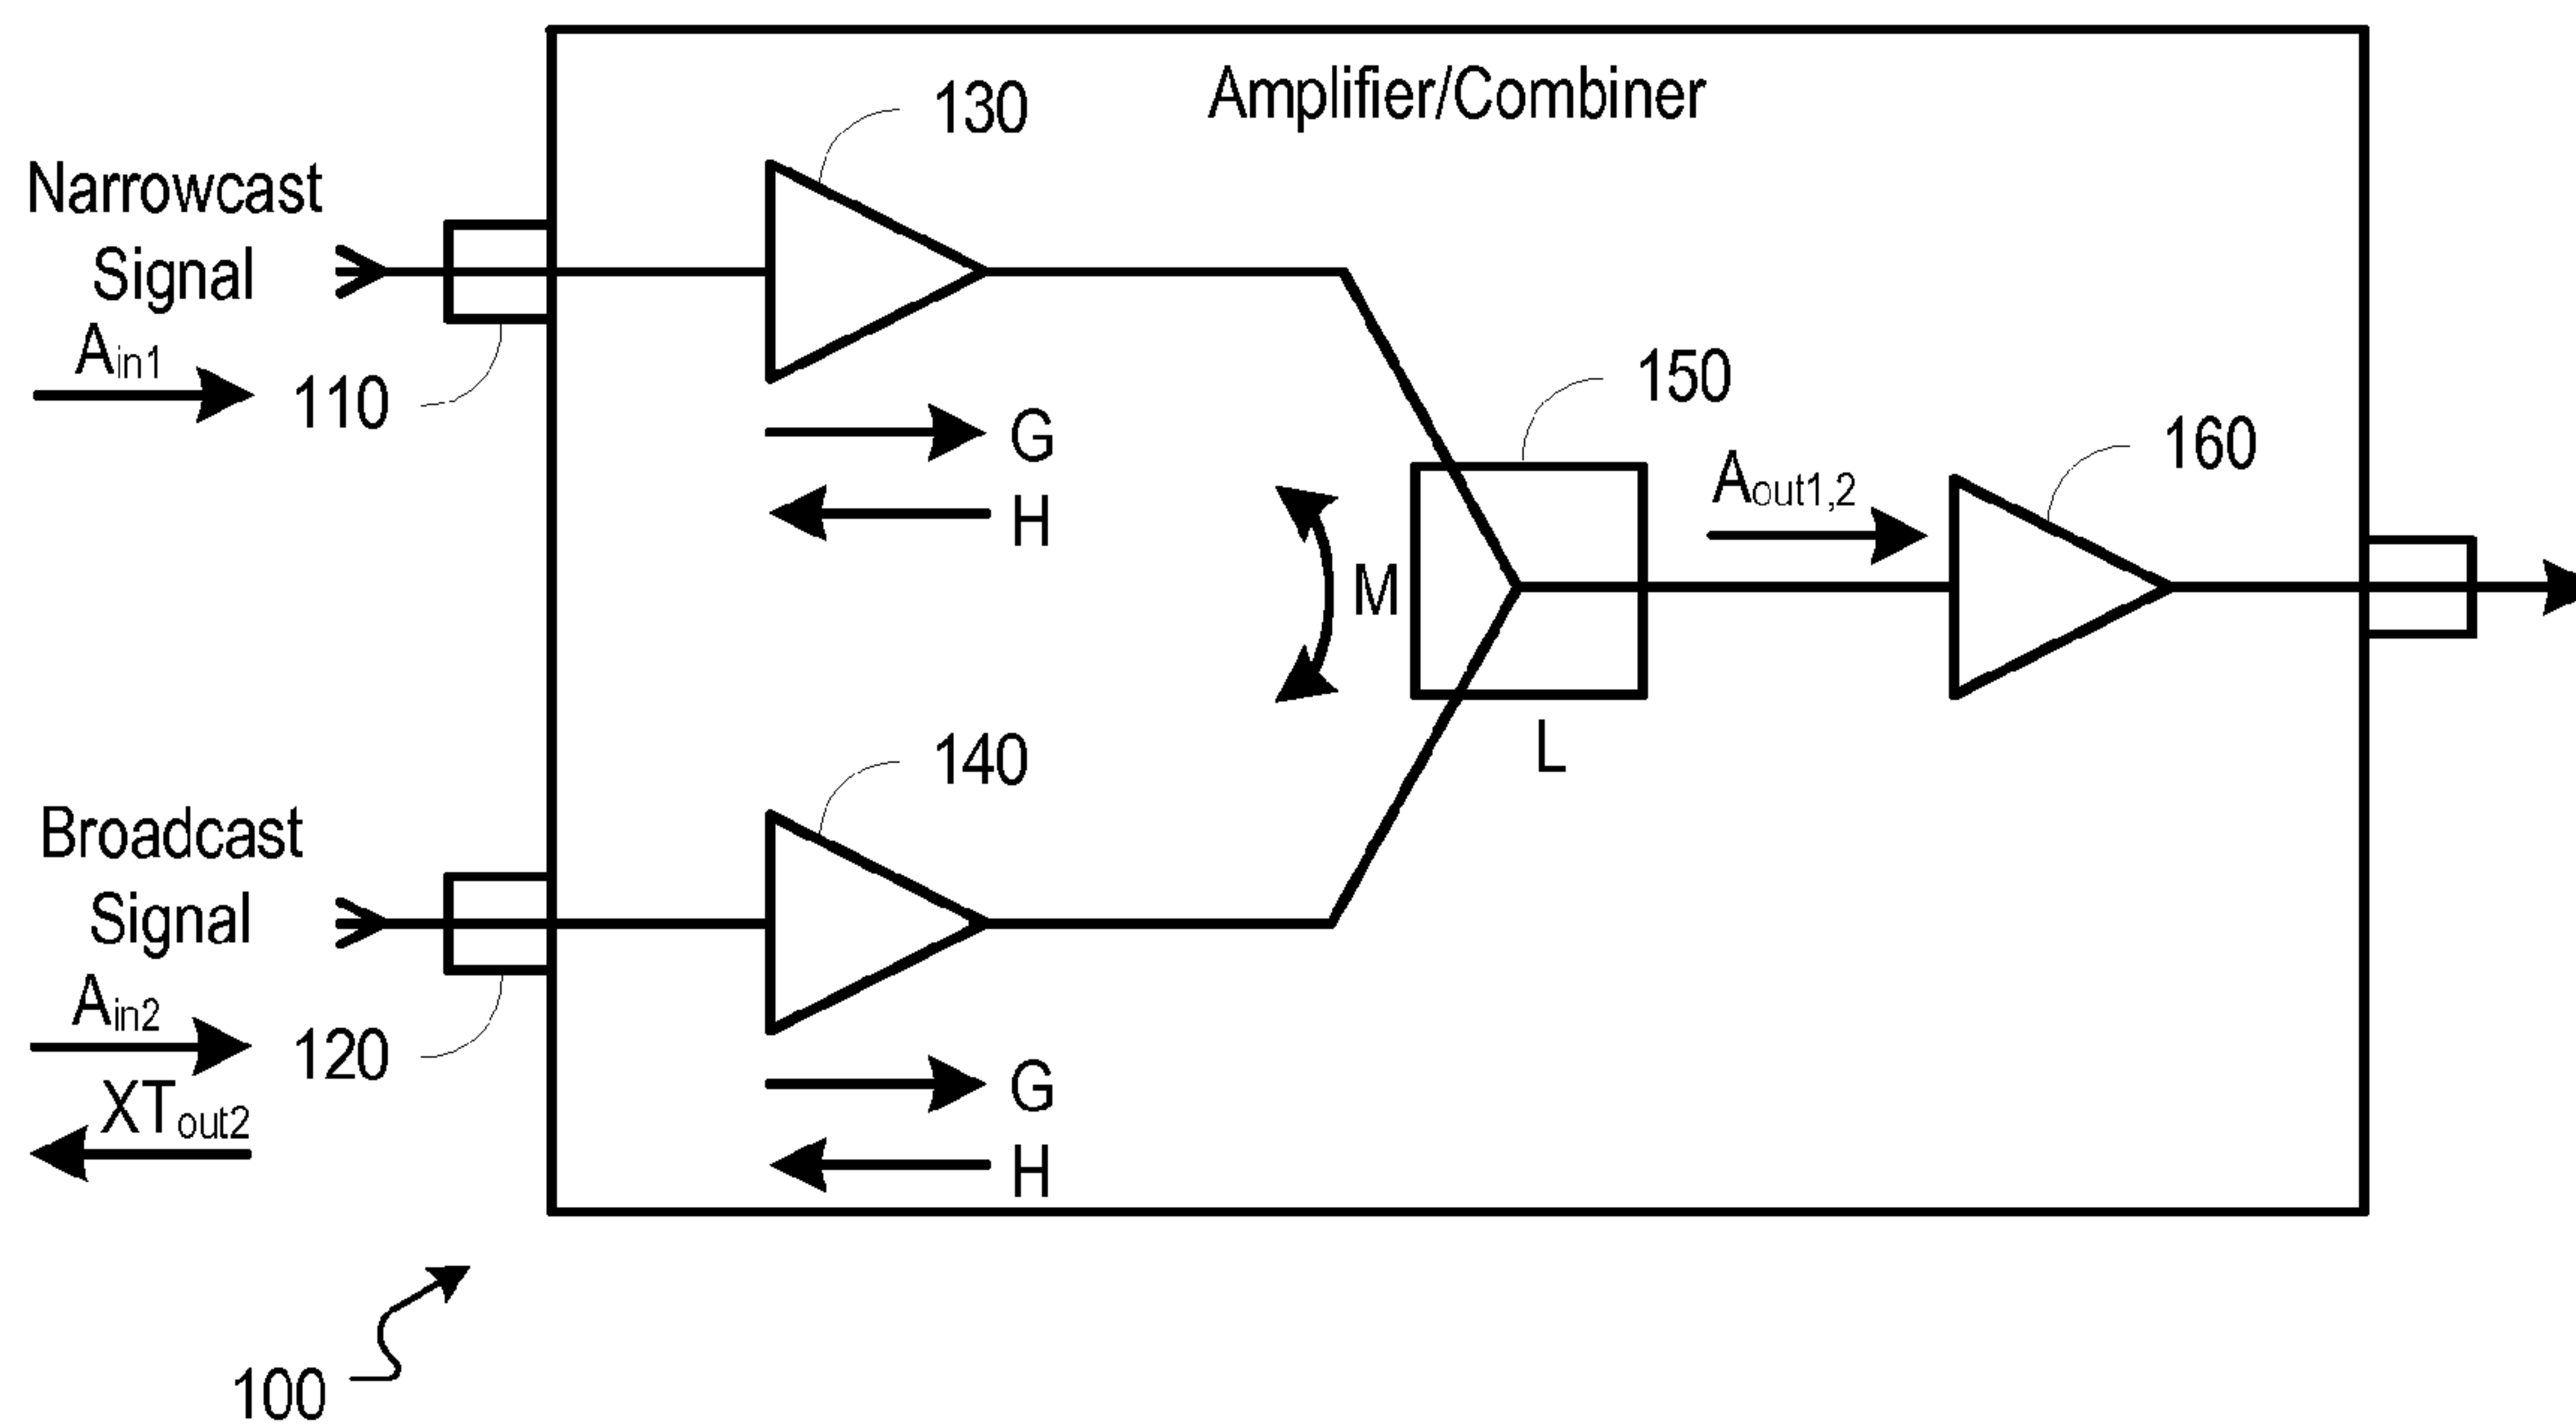 Amplifier/Combiner
130
Narrowcast
Signal
Ain1
110
G
H
150
M
L
Aout1,2
160
140
Broadcast
Signal
Ain2
120
XTout2
G
H
100